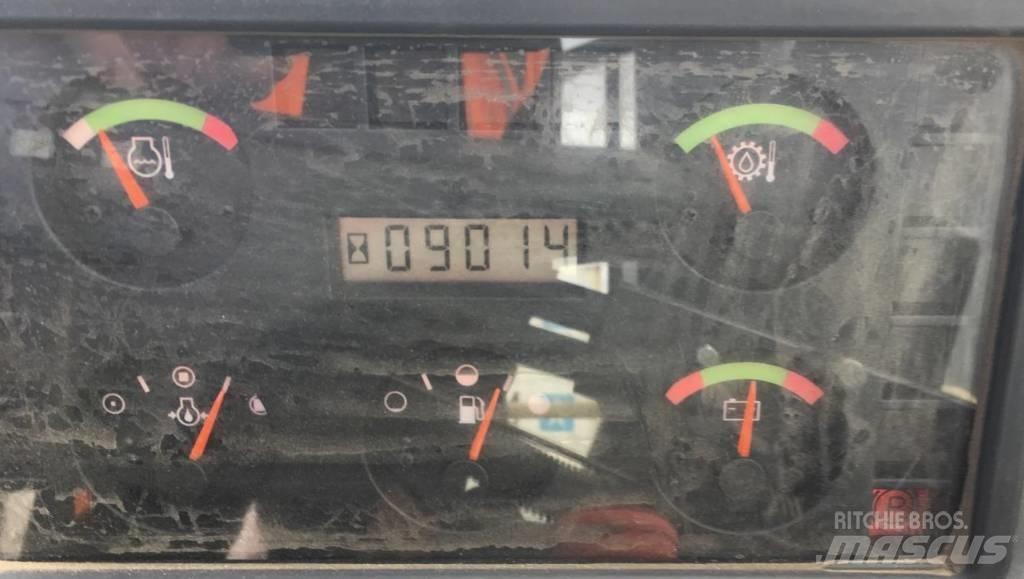 09014
RITCHIE BROS.
MASCUS